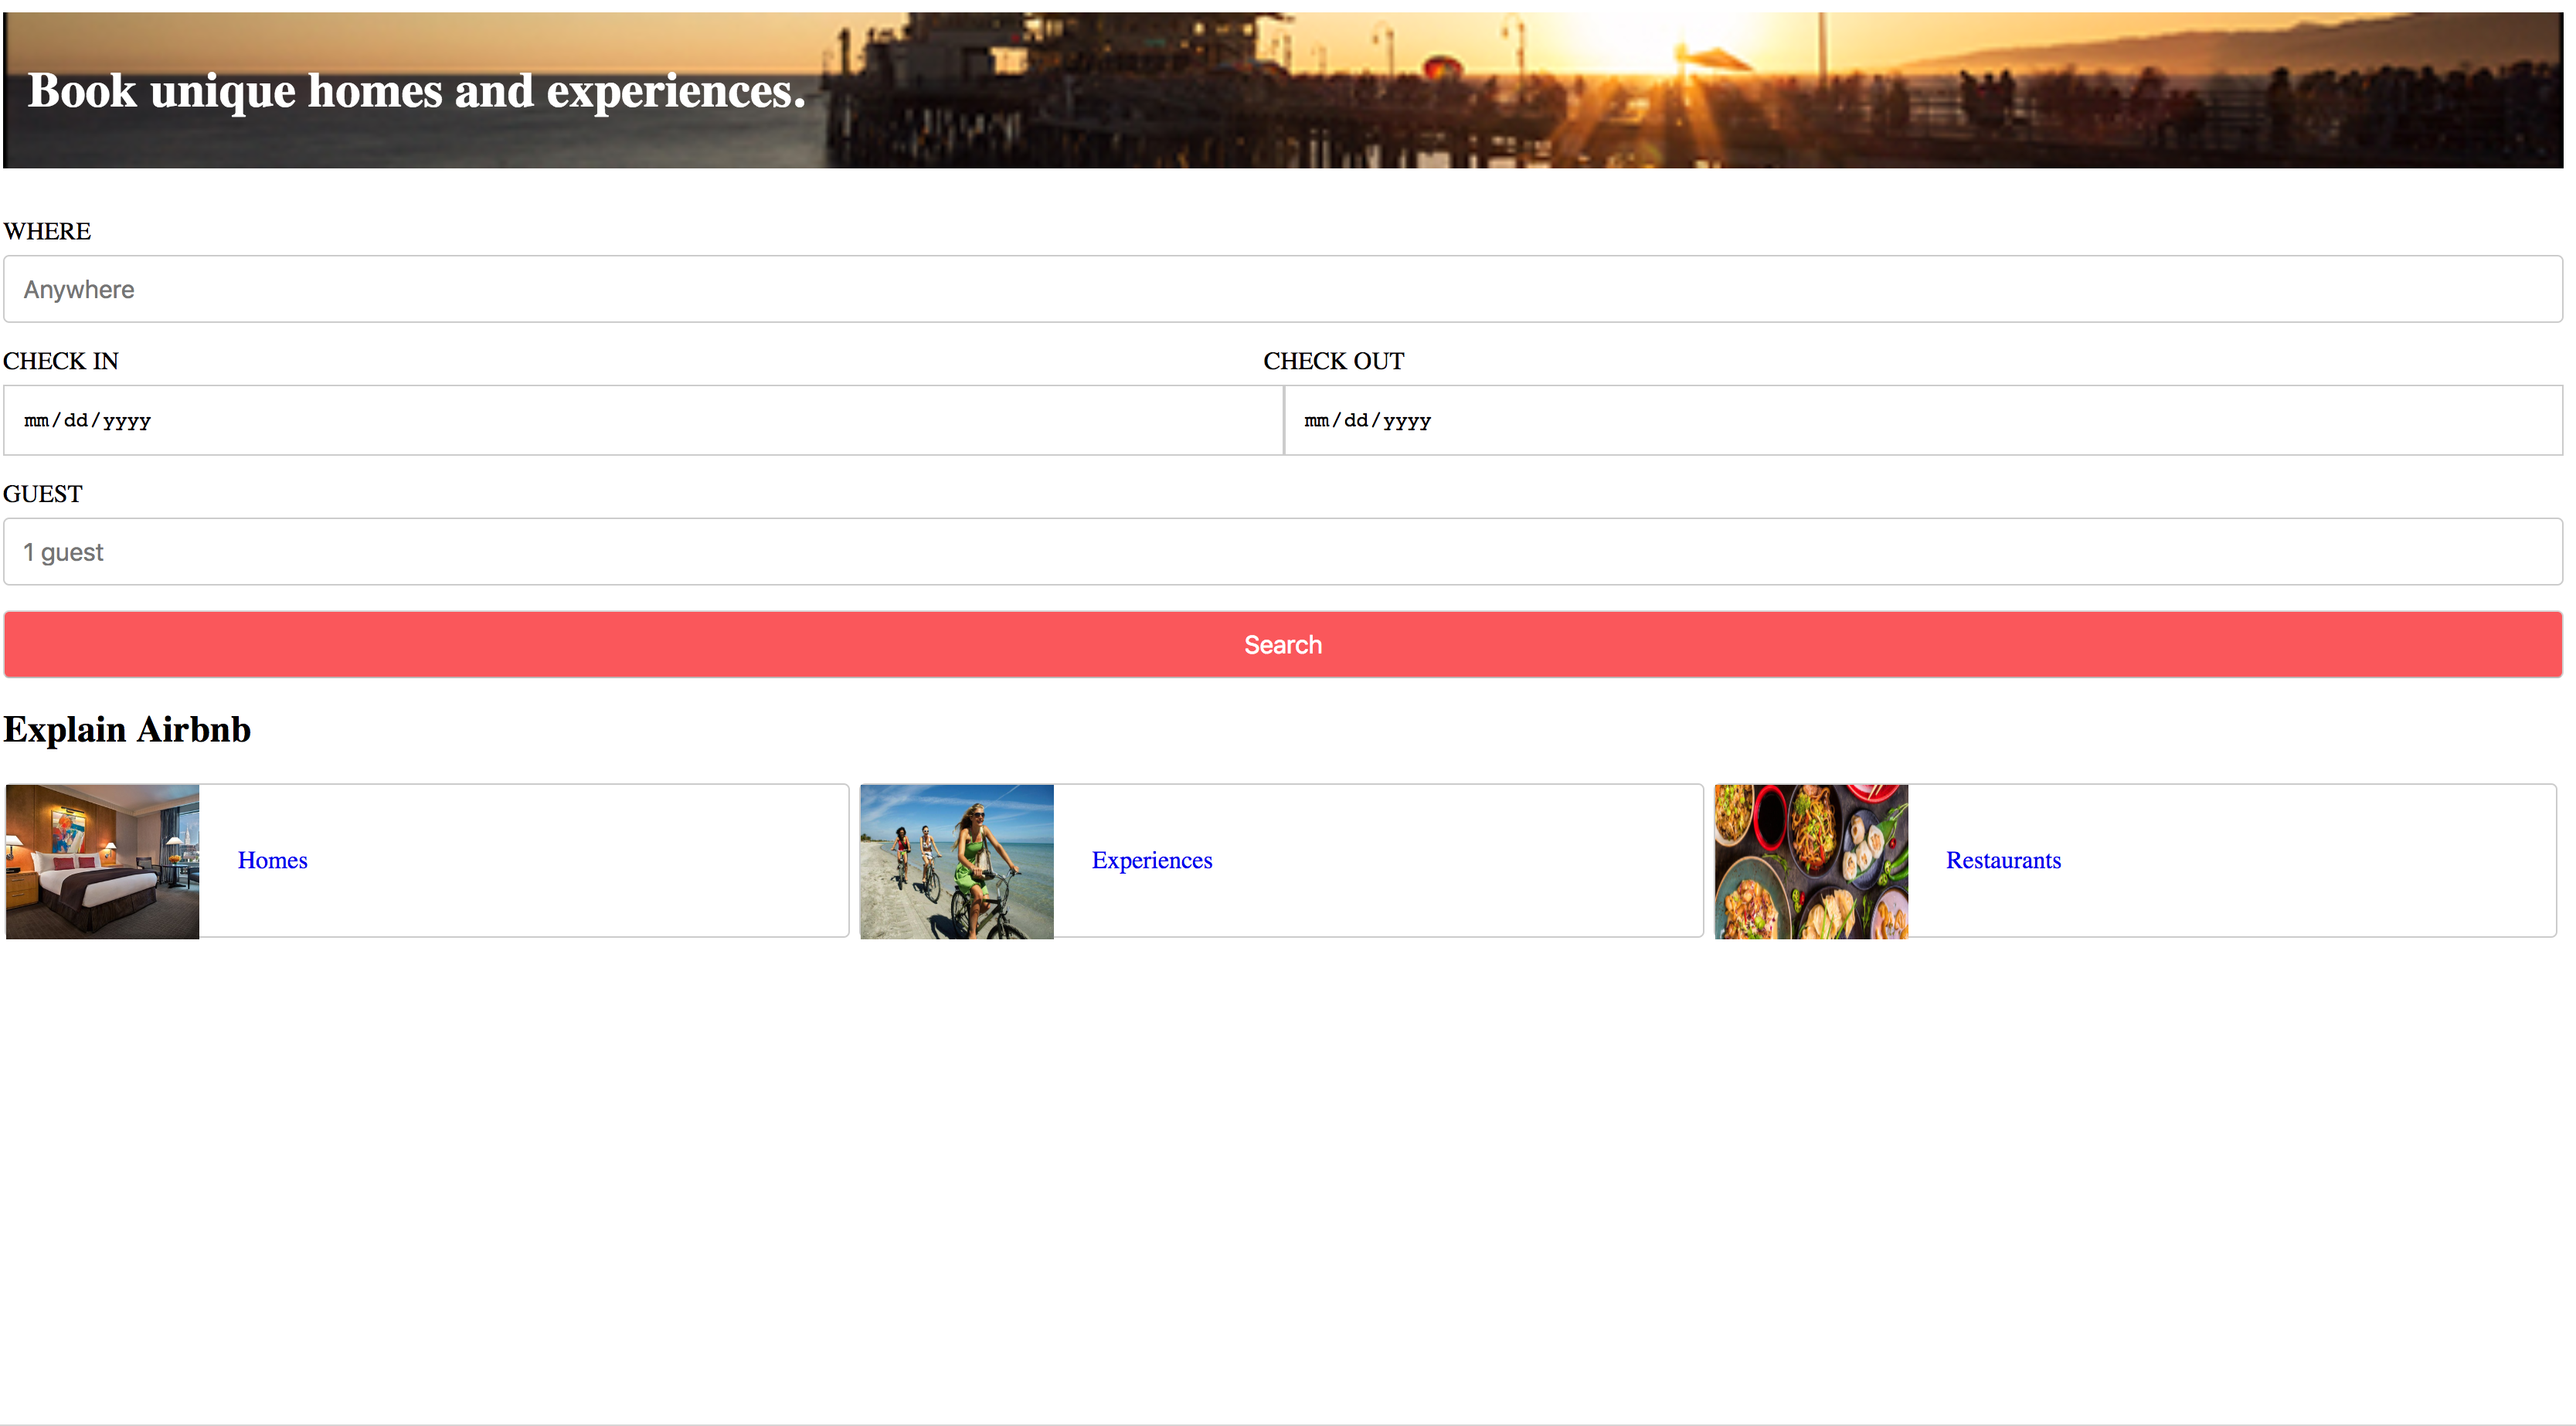 Book unique homes and experiences.
WHERE
Anywhere
CHECK IN CHECK OUT
mm/dd/yyyy mm/dd/yyyy
GUEST
1 guest
Search
Explain Airbnb
Homes Experiences Restaurants